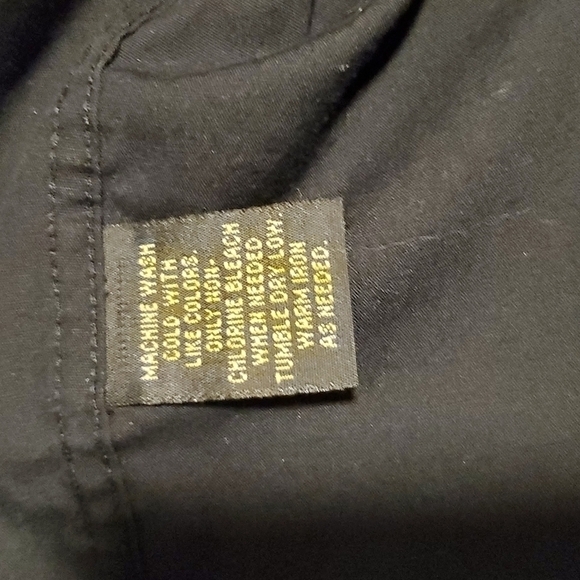 MACHINE WASH
COLD WITH
LIKE COLORS.
ONLY NON-
CHLORINE BLEACH
WHEN NEEDED
TUMBLE DRY LOW.
WARM IRON
AS NEEDED.